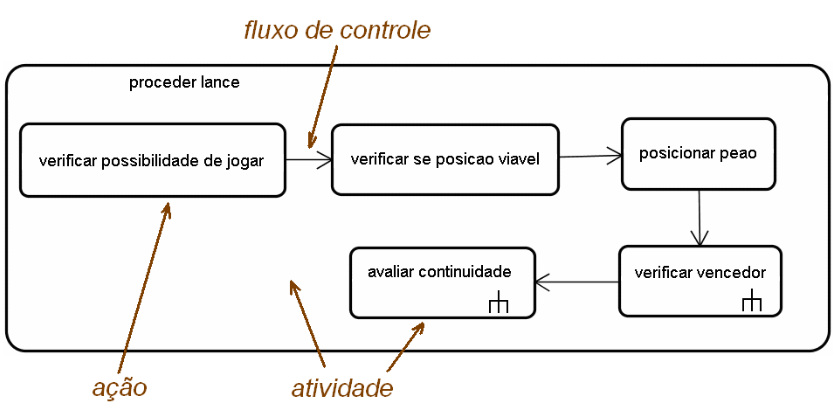 fluxo de controle
proceder lance
verificar possibilidade de jogar
verificar se posicao viavel
posicionar peao
avaliar continuidade
verificar vencedor
ação
atividade